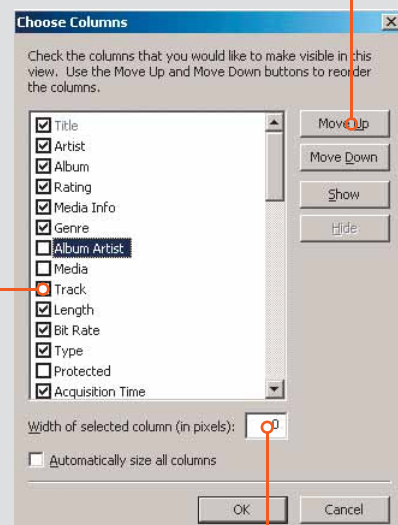 Choose Columns
Check the columns that you would like to make visible in this
view. Use the Move Up and Move Down buttons to reorder
the columns.
Title
Artist
Album
Rating
Media Info
Genre
Album Artist
Media
Track
Length
Bit Rate
Type
Protected
Acquisition Time
Move Up
Move Down
Show
Hide
Width of selected column (in pixels): 0
Automatically size all columns
OK
Cancel